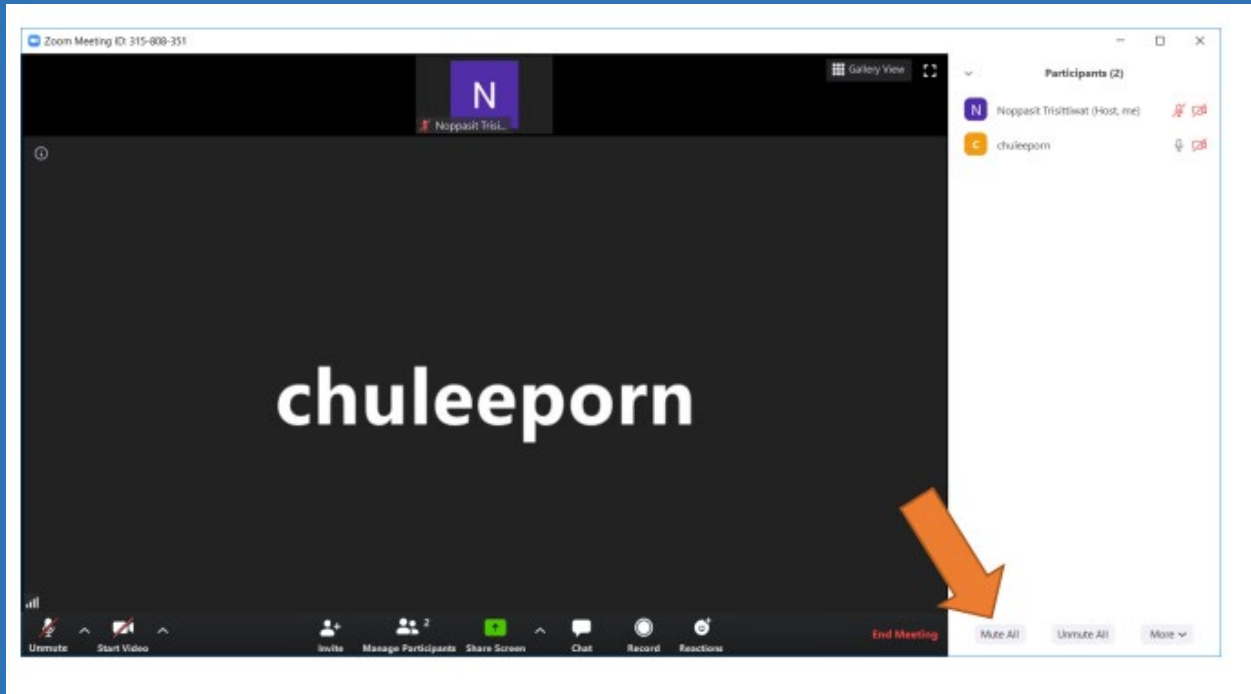 Zoom Meeting ID: 315-808-351
N
Noppasit Trisi...
Gallery View
Participants (2)
N Noppasit Trisittiwat (Host, me)
C chuleeporn
chuleeporn
Unmute
Start Video
Invite
Manage Participants 2
Share Screen
Chat
Record
Reactions
End Meeting
Mute All
Unmute All
More